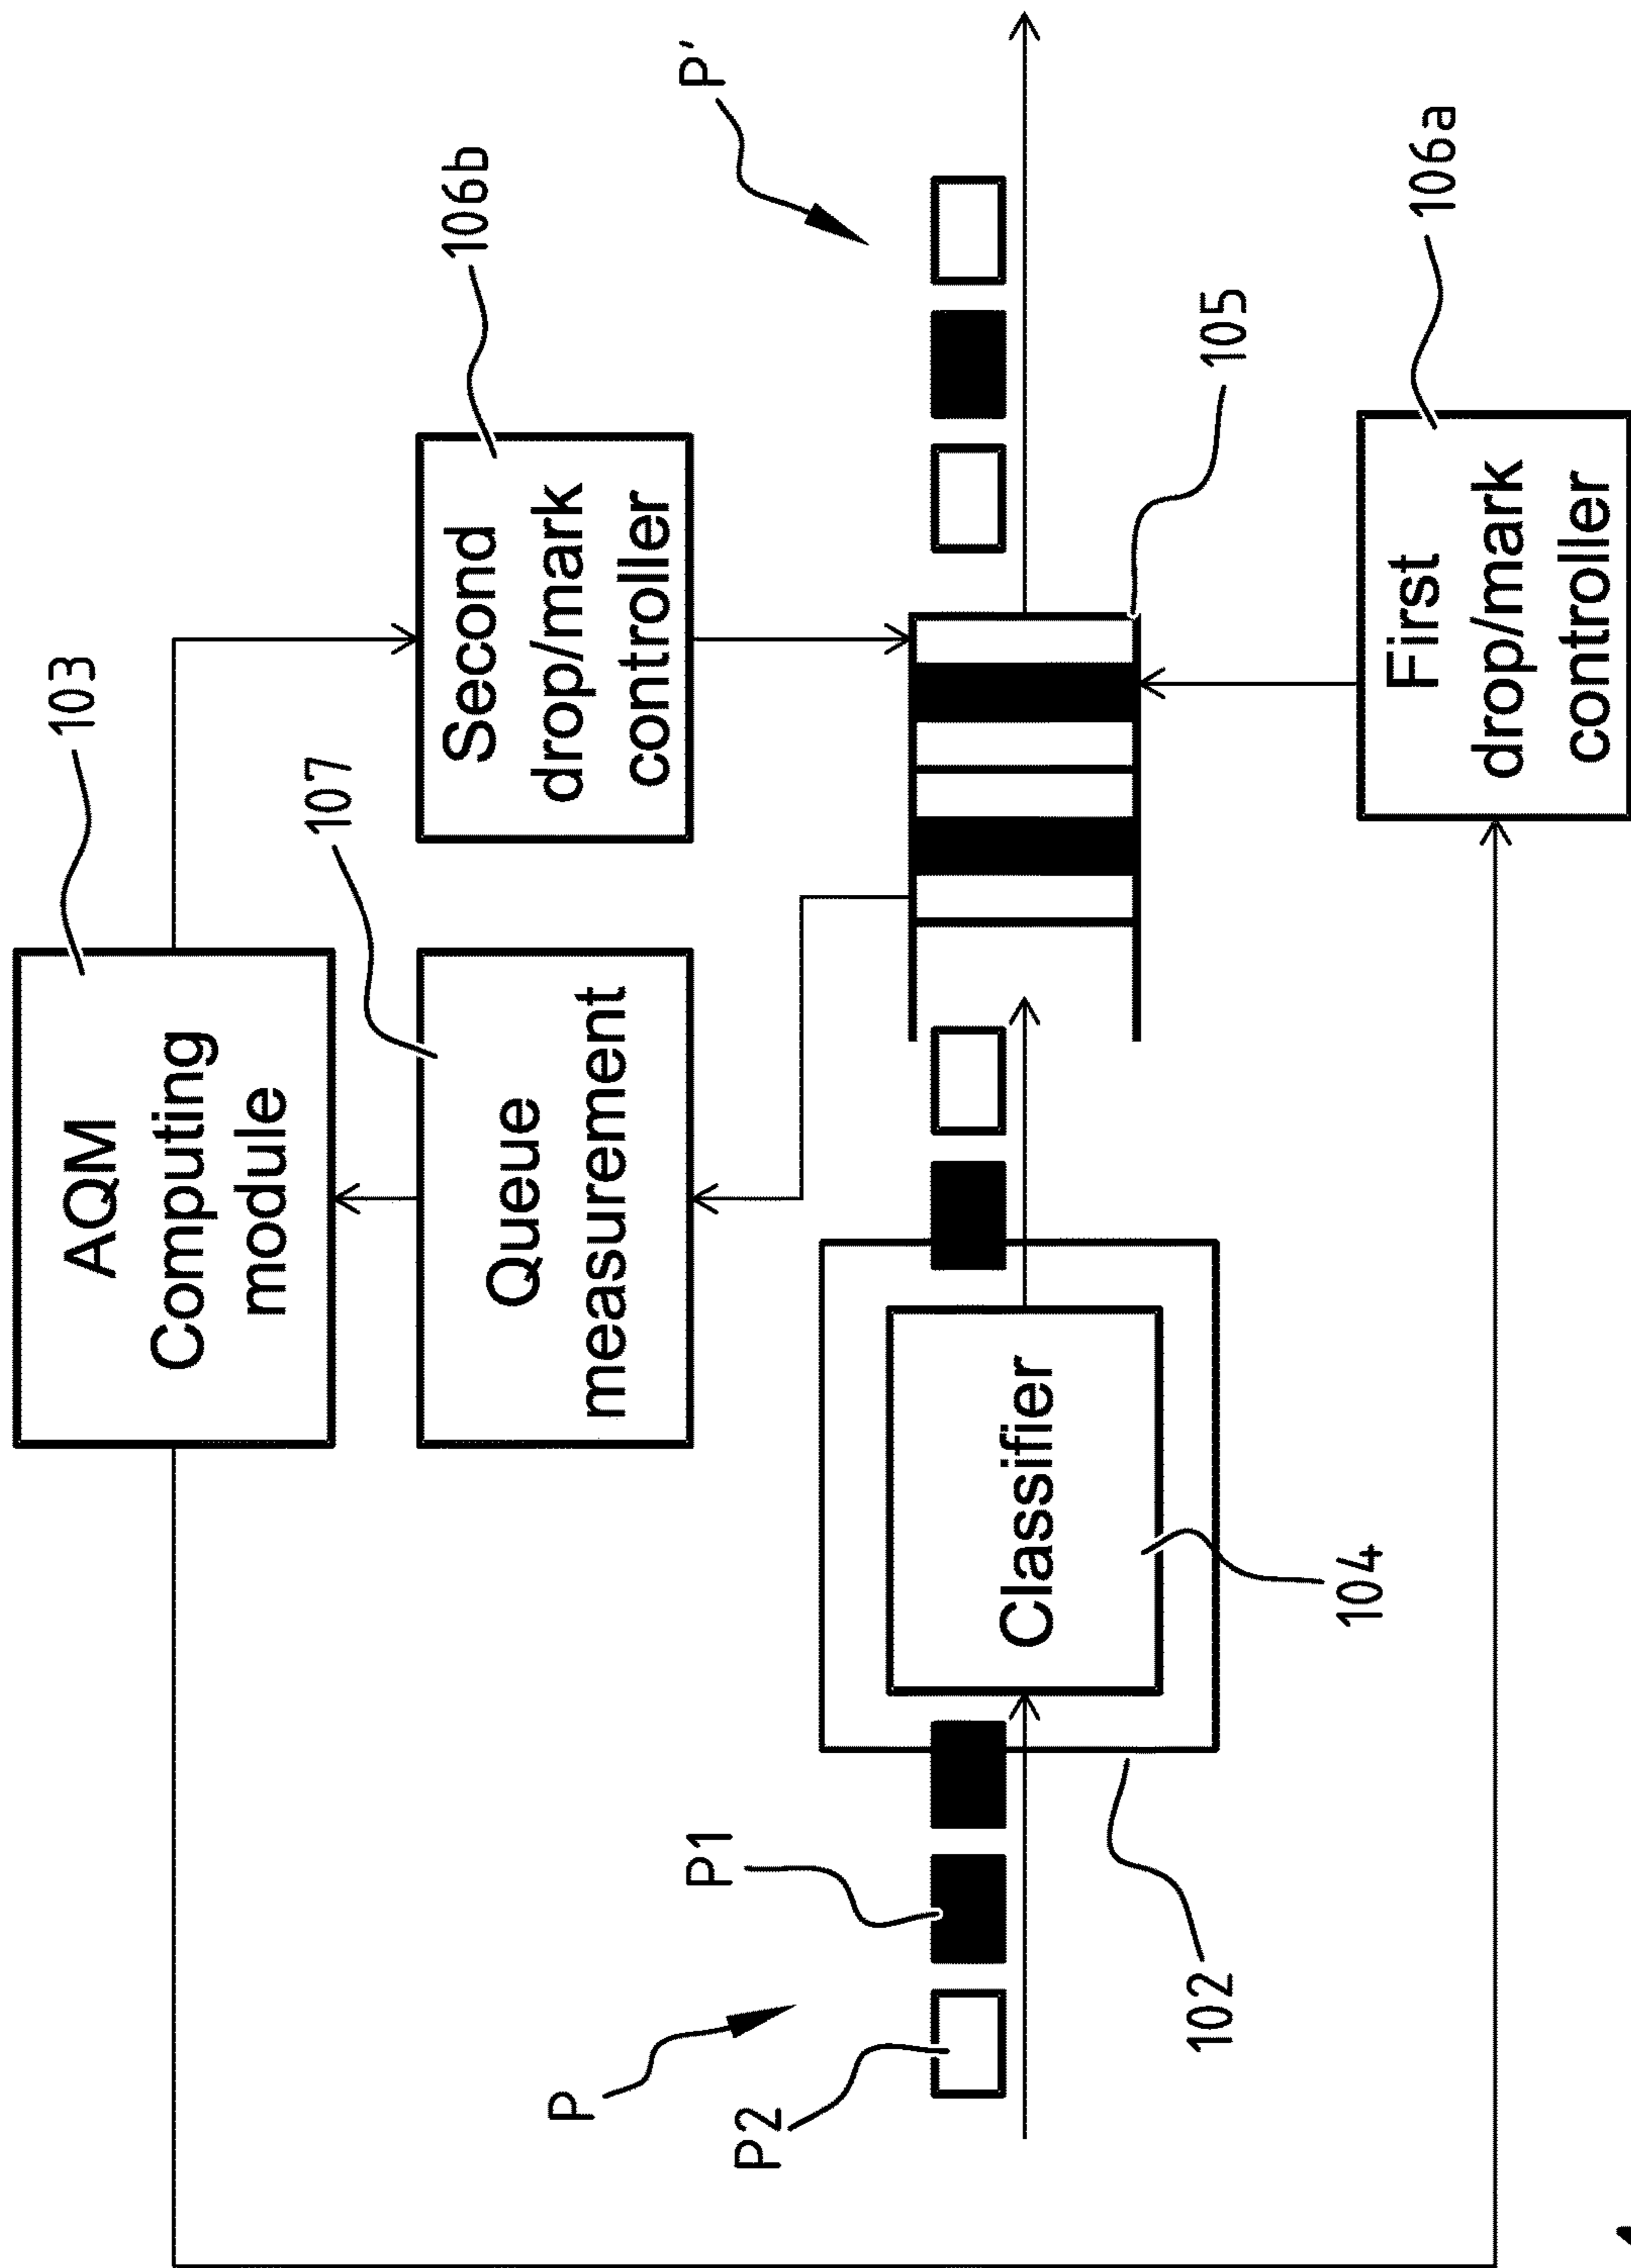 103
AQM
Computing
module
107
Queue
measurement
106b
Second
drop/mark
controller
P'
P
P1
P2
Classifier
102
104
105
106a
First
drop/mark
controller